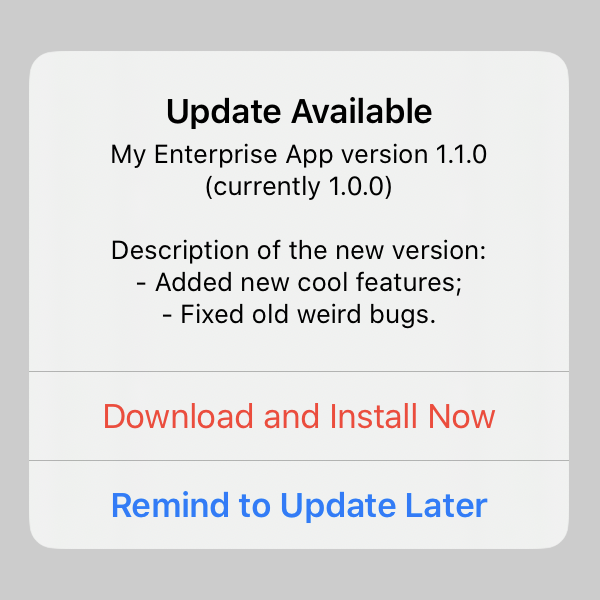 Update Available
My Enterprise App version 1.1.0
(currently 1.0.0)
Description of the new version:
- Added new cool features;
- Fixed old weird bugs.
Download and Install Now
Remind to Update Later